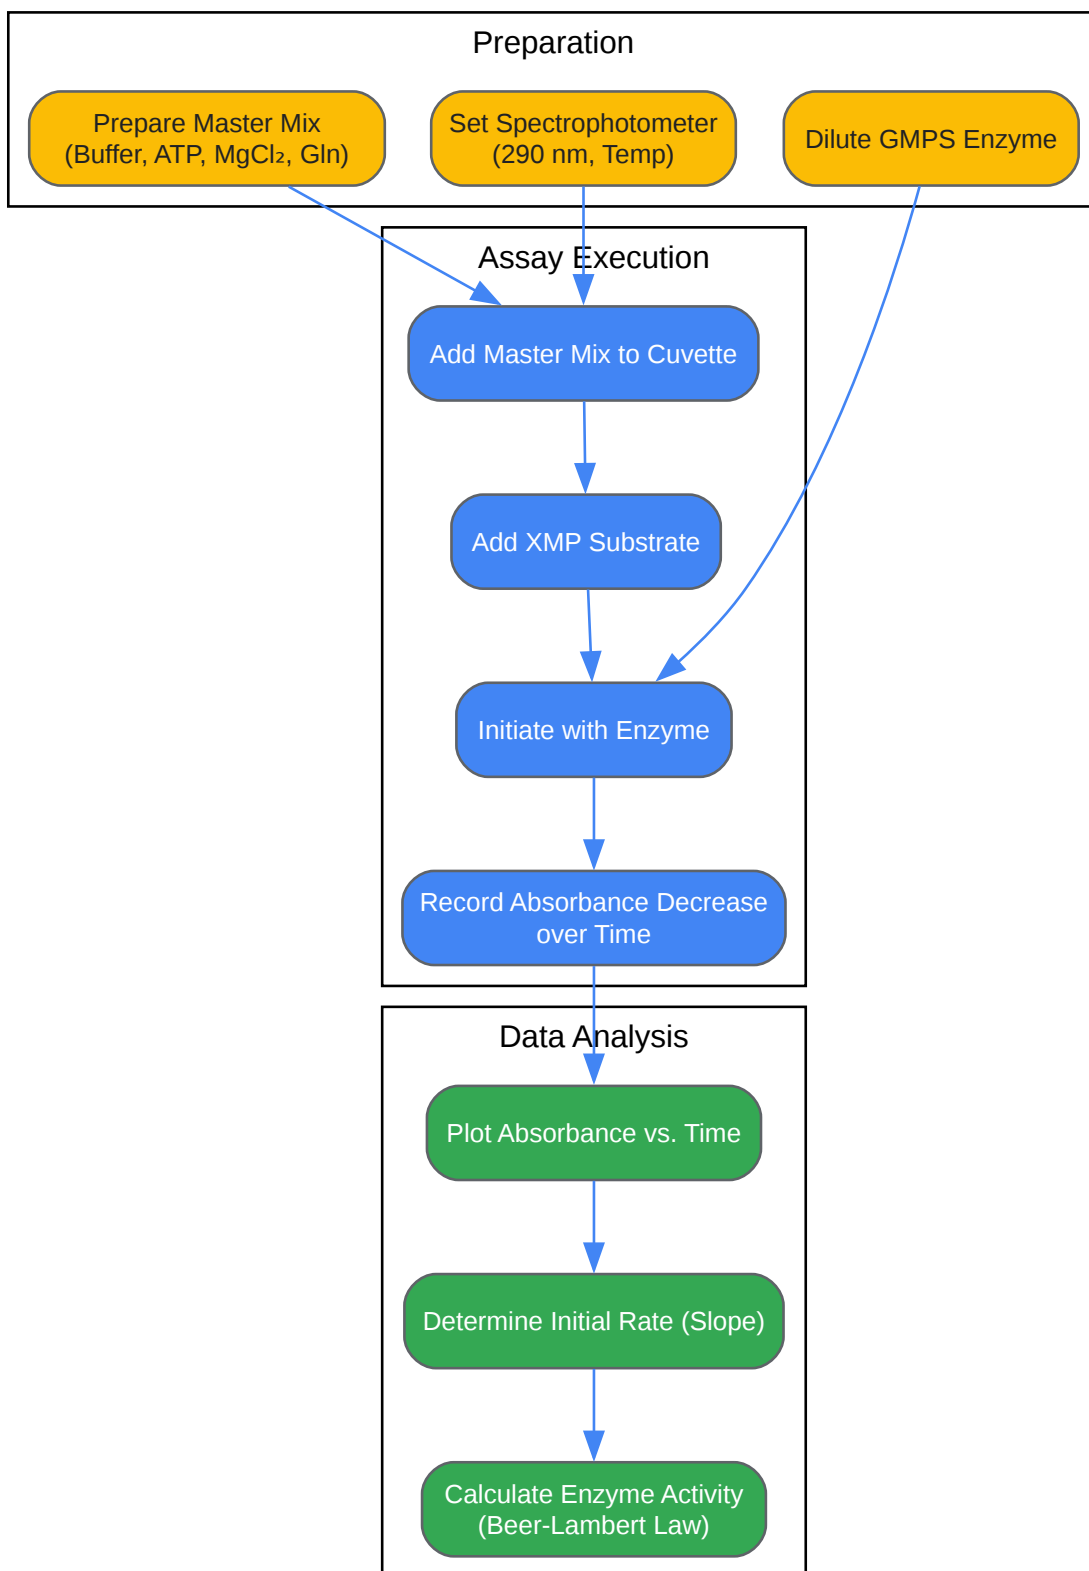 Preparation
Prepare Master Mix
(Buffer, ATP, MgCl₂, Gln)
Set Spectrophotometer
(290 nm, Temp)
Dilute GMPS Enzyme
Assay Execution
Add Master Mix to Cuvette
Add XMP Substrate
Initiate with Enzyme
Record Absorbance Decrease
over Time
Data Analysis
Plot Absorbance vs. Time
Determine Initial Rate (Slope)
Calculate Enzyme Activity
(Beer-Lambert Law)